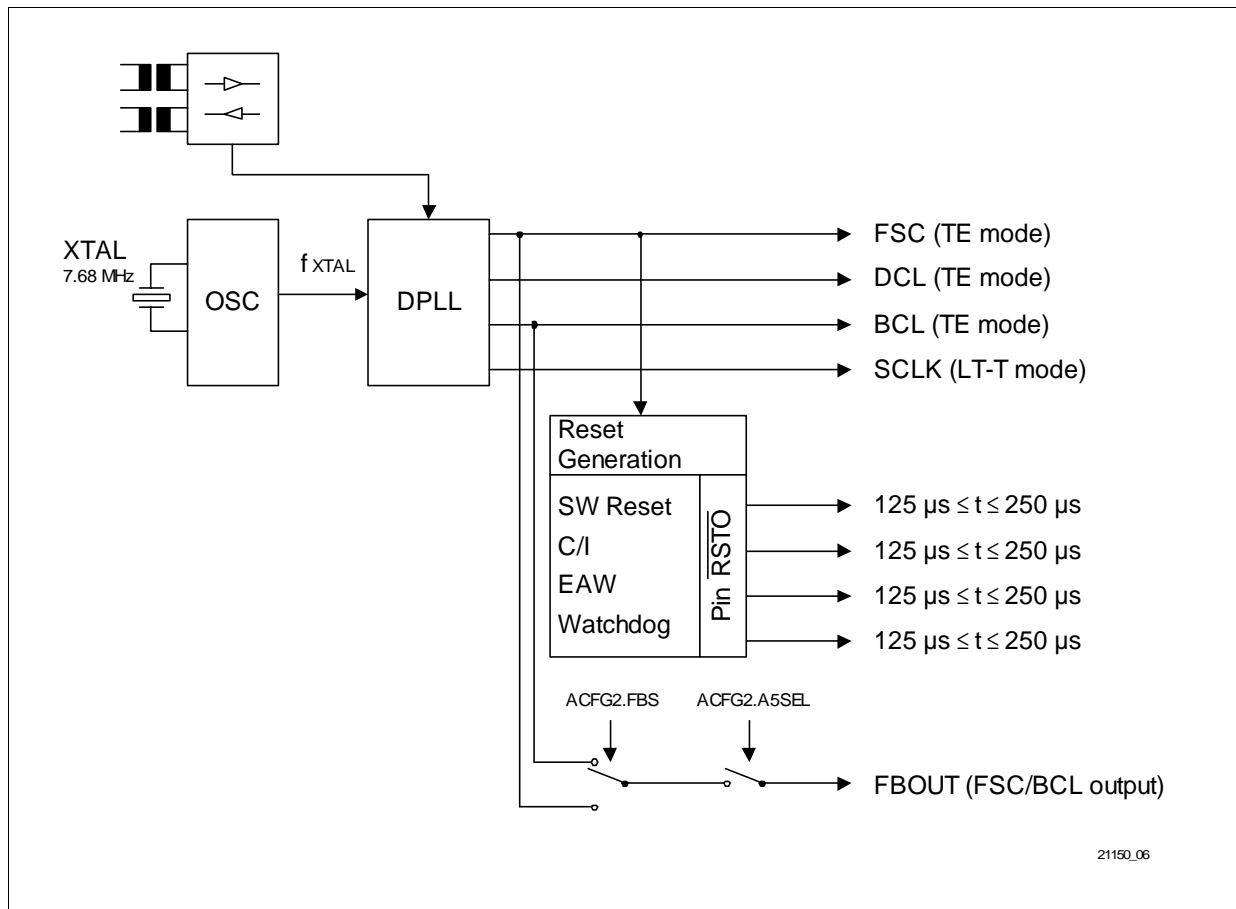 XTAL
7.68 MHz
OSC
f XTAL
DPLL
FSC (TE mode)
DCL (TE mode)
BCL (TE mode)
SCLK (LT-T mode)
Reset
Generation
SW Reset
C/I
EAW
Watchdog
Pin RSTO
125 µs ≤ t ≤ 250 µs
125 µs ≤ t ≤ 250 µs
125 µs ≤ t ≤ 250 µs
125 µs ≤ t ≤ 250 µs
ACFG2.FBS
ACFG2.A5SEL
FBOUT (FSC/BCL output)
21150_06